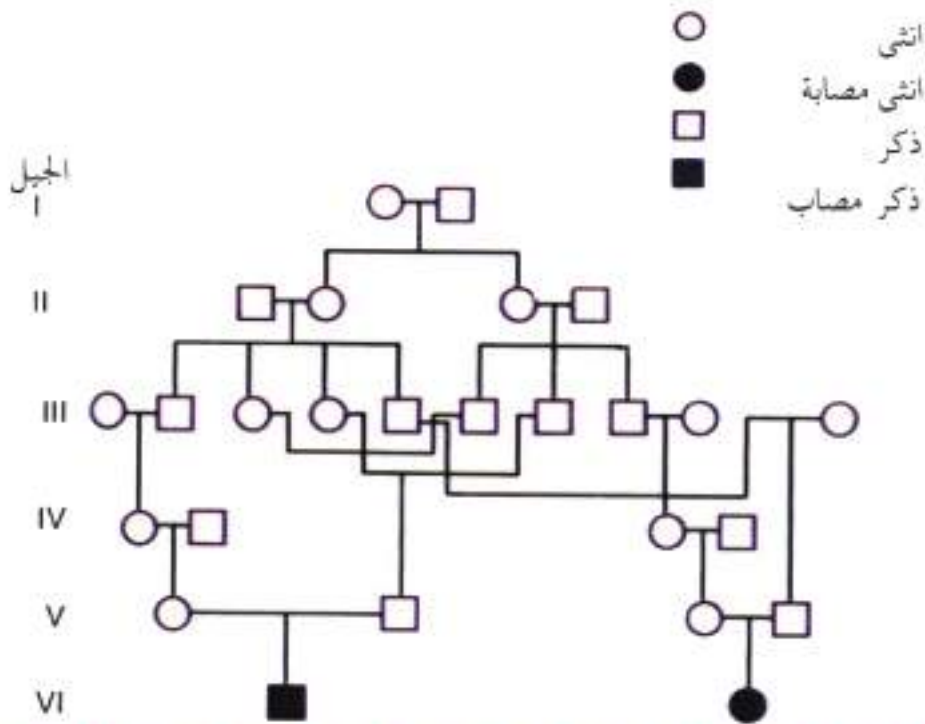 انثى
انثى مصابة
ذكر
ذكر مصاب
الجيل
I
II
III
IV
V
VI